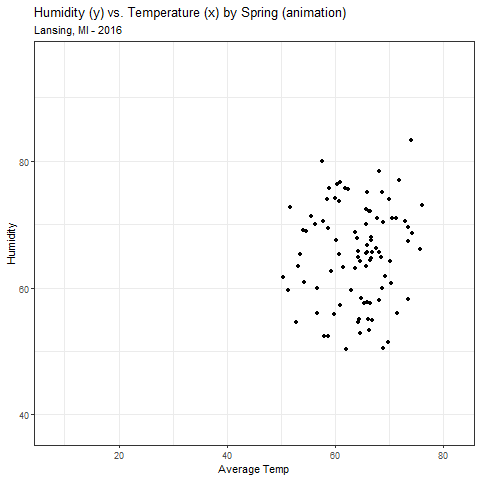 Humidity (y) vs. Temperature (x) by Spring (animation)
Lansing, MI - 2016
Humidity
80
60
40
20
40
60
80
Average Temp